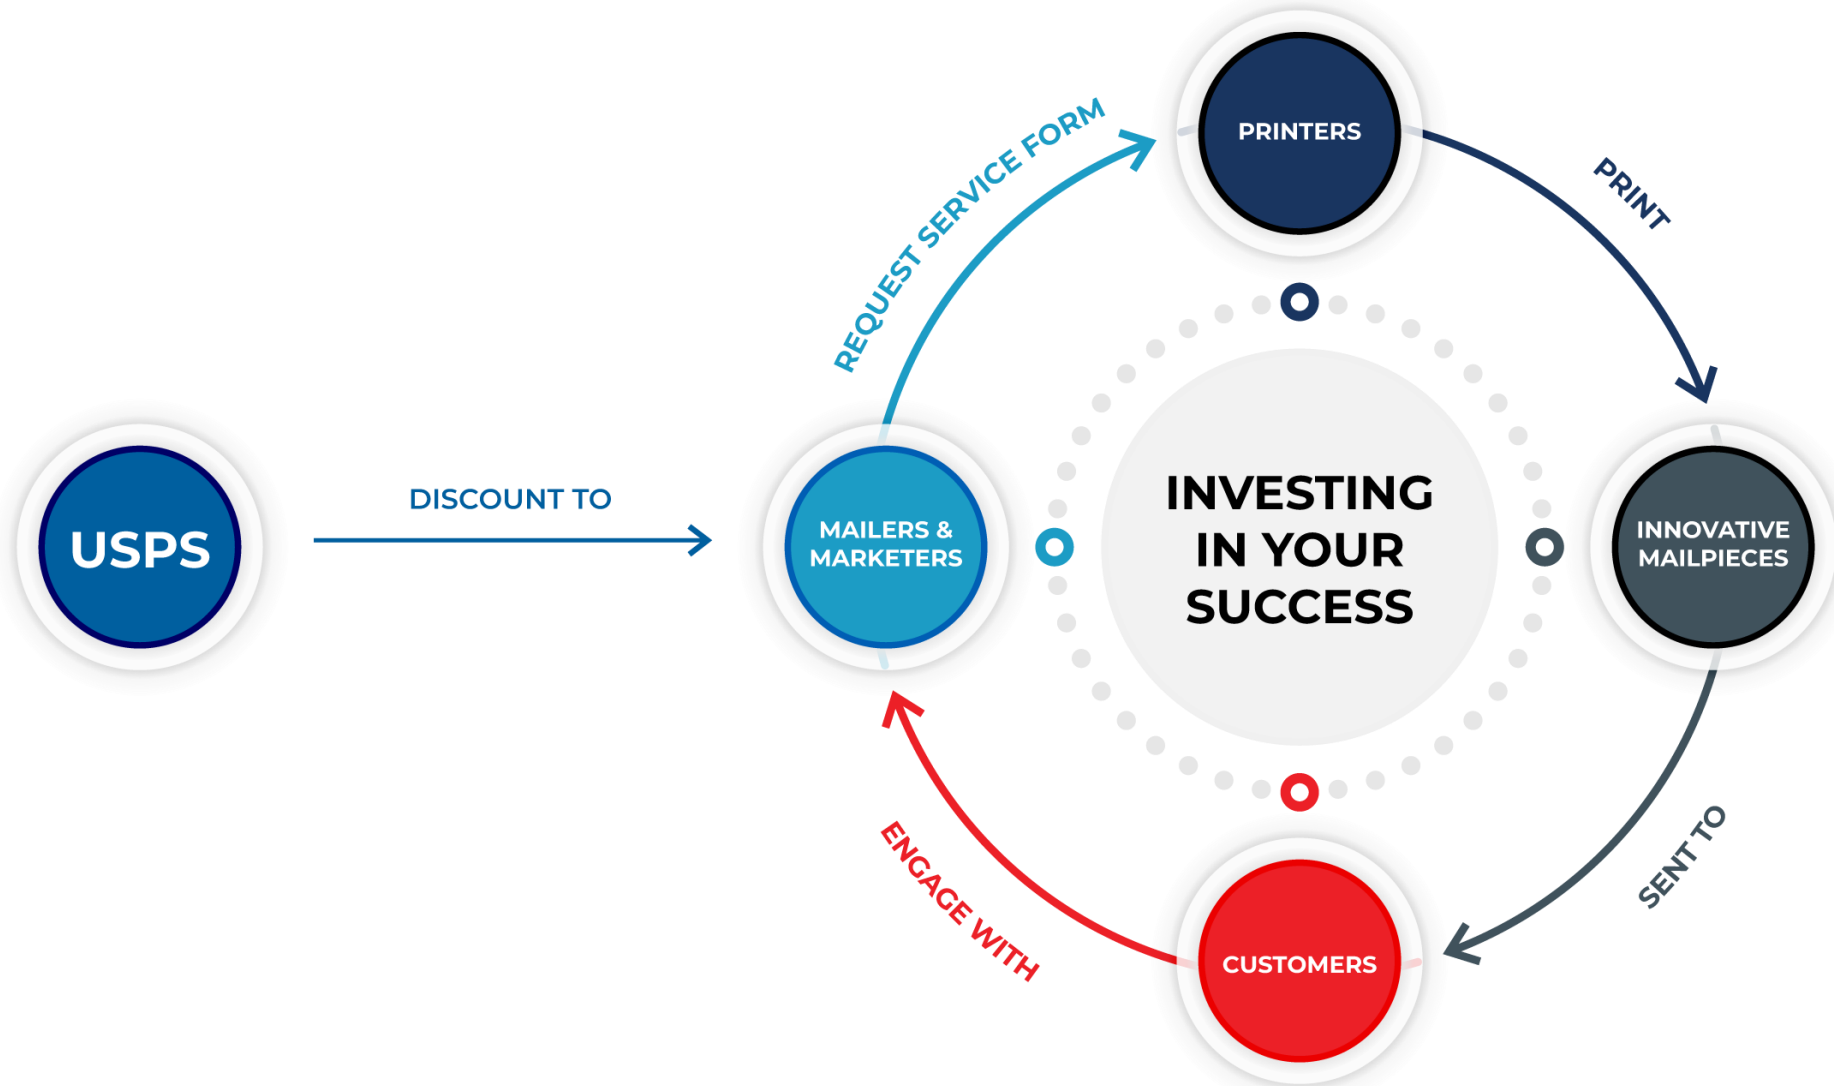 USPS
DISCOUNT TO
MAILERS &
MARKETERS
REQUEST SERVICE FORM
PRINTERS
PRINT
INNOVATIVE
MAILPIECES
SENT TO
CUSTOMERS
ENGAGE WITH
INVESTING
IN YOUR
SUCCESS